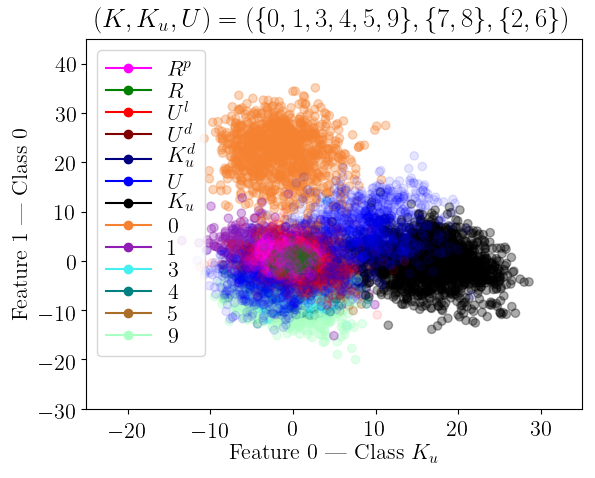 (K, K_u, U) = ({0, 1, 3, 4, 5, 9}, {7, 8}, {2, 6})
R^p
R
U^l
U^d
K_u^d
U
K_u
0
1
3
4
5
9
40
30
20
10
0
−10
−20
−30
Feature 1 — Class 0
−20 −10 0 10 20 30
Feature 0 — Class K_u